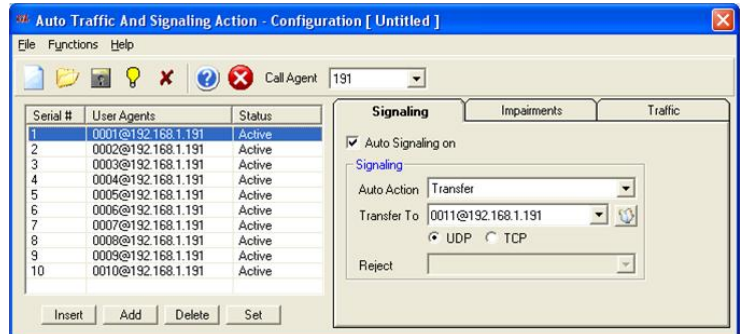 Auto Traffic And Signaling Action - Configuration [ Untitled ]
File Functions Help
Call Agent 191
Serial # User Agents Status
1 0001@192.168.1.191 Active
2 0002@192.168.1.191 Active
3 0003@192.168.1.191 Active
4 0004@192.168.1.191 Active
5 0005@192.168.1.191 Active
6 0006@192.168.1.191 Active
7 0007@192.168.1.191 Active
8 0008@192.168.1.191 Active
9 0009@192.168.1.191 Active
10 0010@192.168.1.191 Active
Insert Add Delete Set
Signaling Impairments Traffic
Auto Signaling on
Signaling
Auto Action Transfer
Transfer To 0011@192.168.1.191
UDP TCP
Reject